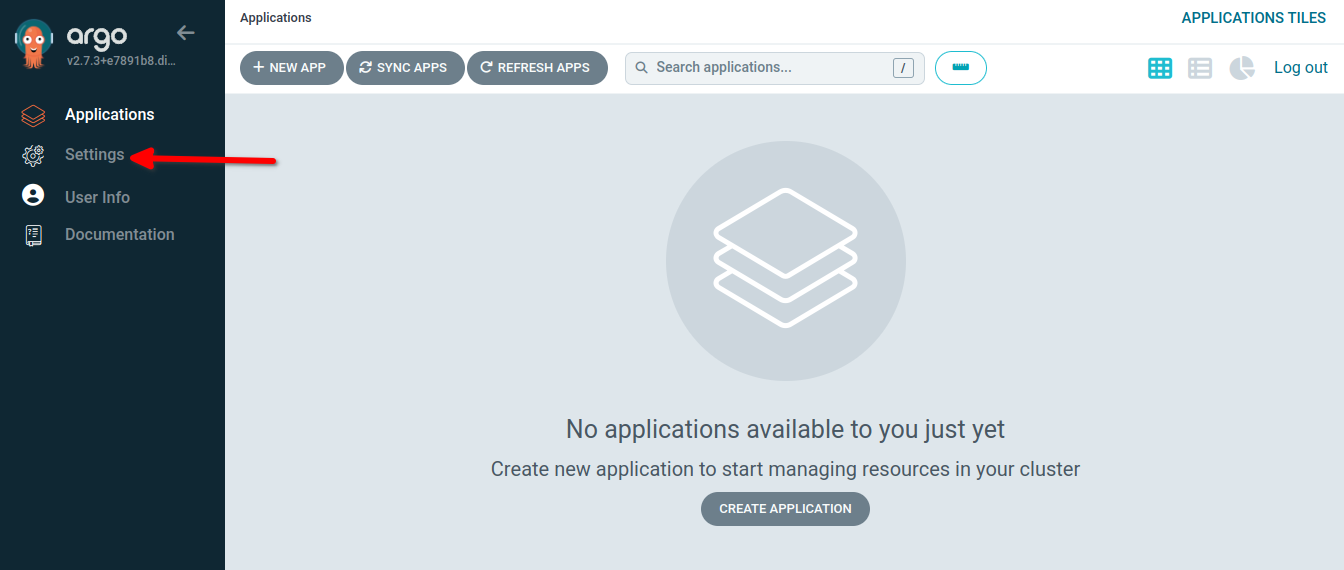 argo
v2.7.3+e7891b8.di...
Applications
Settings
User Info
Documentation
Applications
APPLICATIONS TILES
+ NEW APP
SYNC APPS
REFRESH APPS
Search applications...
/
Log out
No applications available to you just yet
Create new application to start managing resources in your cluster
CREATE APPLICATION